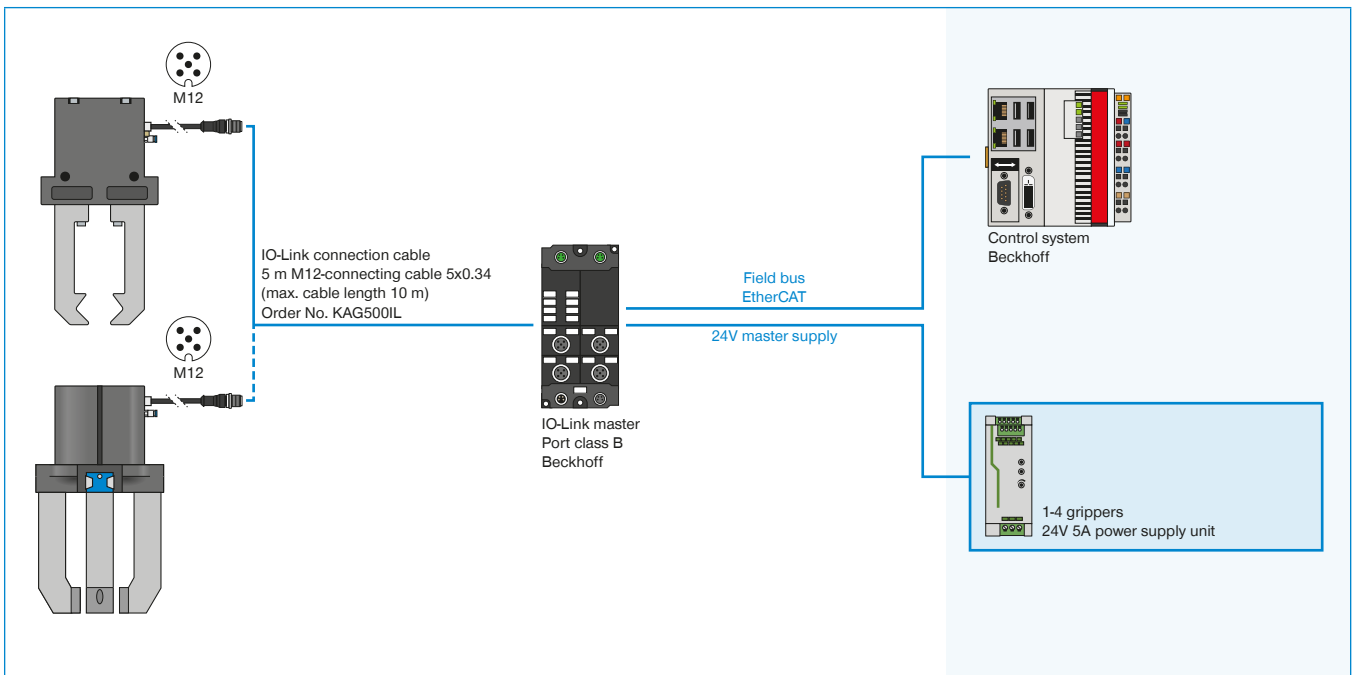 M12
IO-Link connection cable
5 m M12-connecting cable 5x0.34
(max. cable length 10 m)
Order No. KAG500IL
M12
IO-Link master
Port class B
Beckhoff
Field bus
EtherCAT
24V master supply
Control system
Beckhoff
1-4 grippers
24V 5A power supply unit